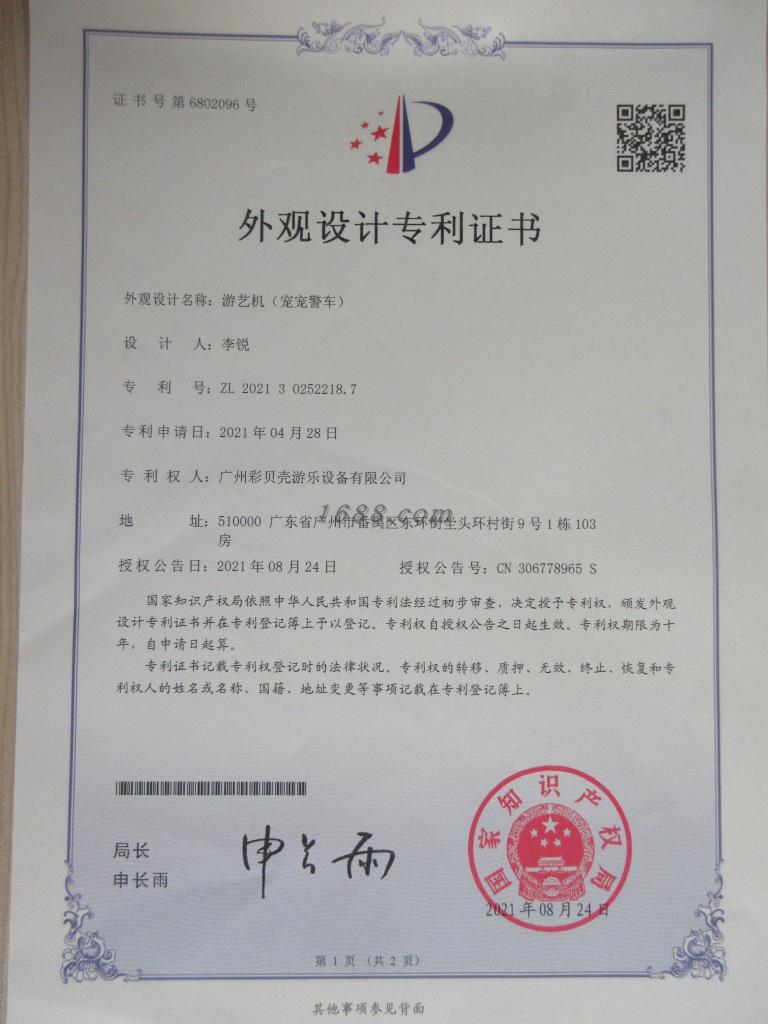 证书号第6802096号
外观设计专利证书
外观设计名称：游艺机（宠宠警车）
设计人：李锐
专利号：ZL 2021 3 0252218.7
专利申请日：2021年04月28日
专利权人：广州彩贝壳游乐设备有限公司
1688.com
地址：510000 广东省广州市番禺区东环街蚬头环村街9号1栋103
房
授权公告日：2021年08月24日 授权公告号：CN 306778965 S
国家知识产权局依照中华人民共和国专利法经过初步审查，决定授予专利权，颁发外观
设计专利证书并在专利登记簿上予以登记。专利权自授权公告之日起生效。专利权期限为十
年，自申请日起算。
专利证书记载专利权登记时的法律状况。专利权的转移、质押、无效、终止、恢复和专
利权人的姓名或名称、国籍、地址变更等事项记载在专利登记簿上。
局长
申长雨
申长雨
国家知识产权局
2021年08月24日
第1页（共2页）
其他事项参见背面